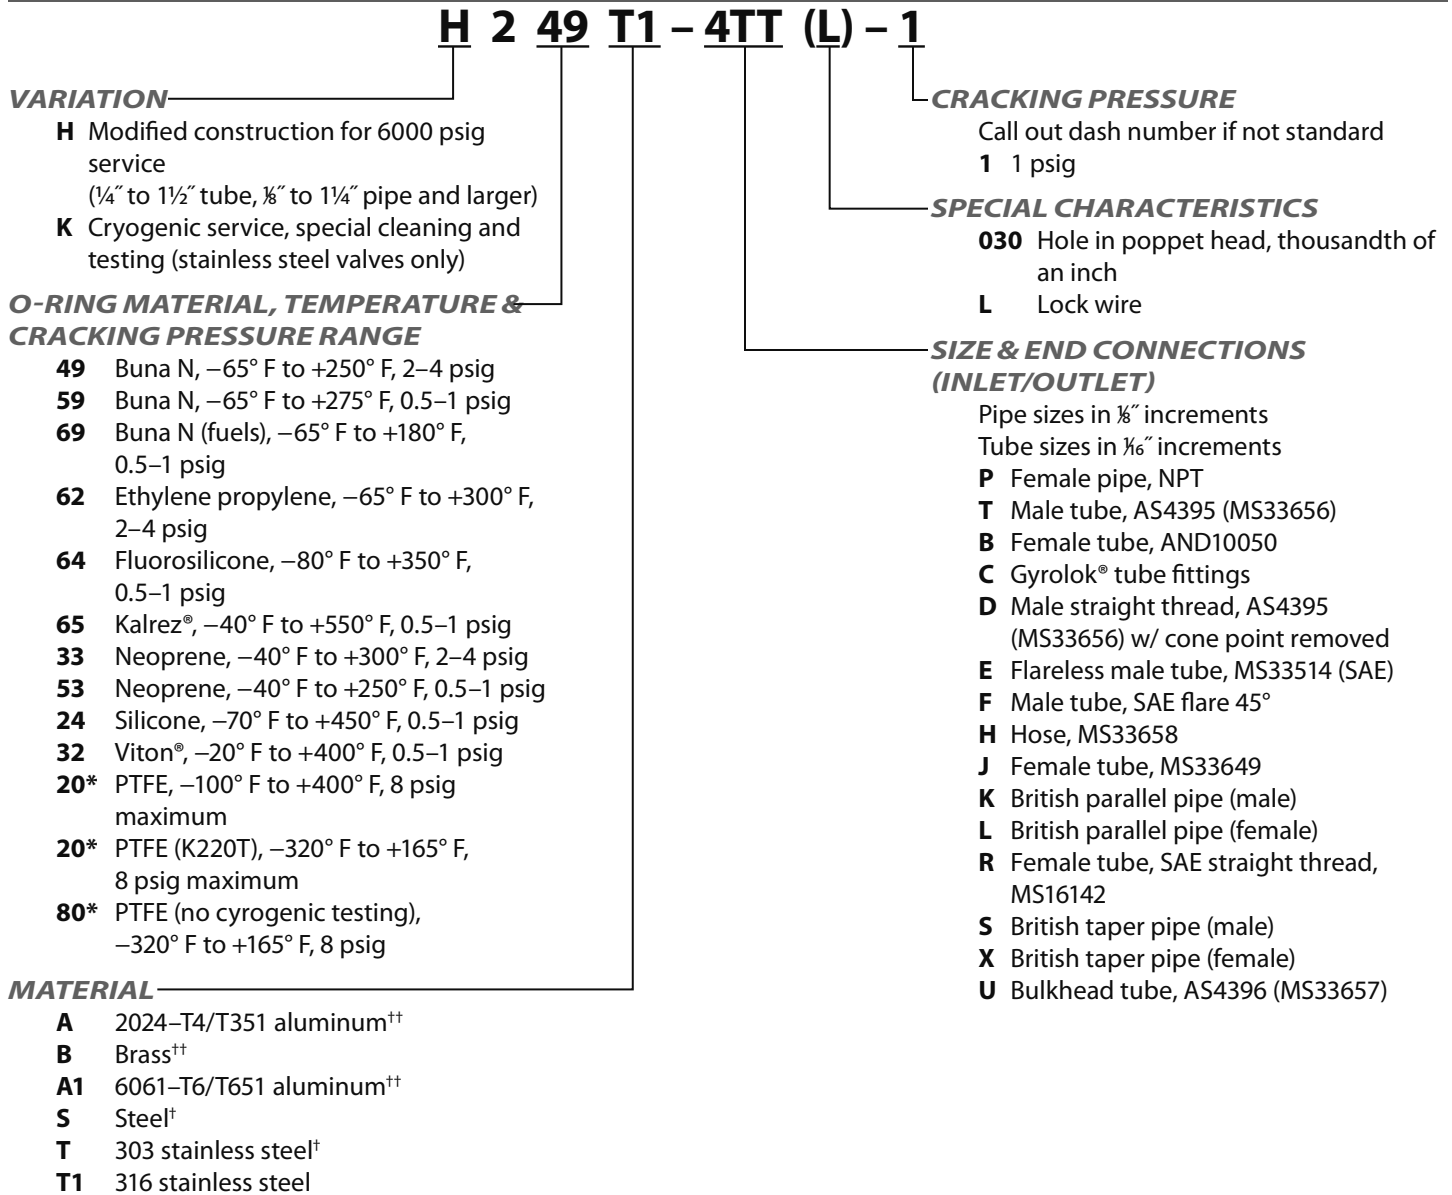 H 2 49 T1 – 4TT (L) – 1
VARIATION
H Modified construction for 6000 psig
service
(¼″ to 1½″ tube, ⅛″ to 1¼″ pipe and larger)
K Cryogenic service, special cleaning and
testing (stainless steel valves only)
O-RING MATERIAL, TEMPERATURE &
CRACKING PRESSURE RANGE
49 Buna N, −65° F to +250° F, 2–4 psig
59 Buna N, −65° F to +275° F, 0.5–1 psig
69 Buna N (fuels), −65° F to +180° F,
0.5–1 psig
62 Ethylene propylene, −65° F to +300° F,
2–4 psig
64 Fluorosilicone, −80° F to +350° F,
0.5–1 psig
65 Kalrez®, −40° F to +550° F, 0.5–1 psig
33 Neoprene, −40° F to +300° F, 2–4 psig
53 Neoprene, −40° F to +250° F, 0.5–1 psig
24 Silicone, −70° F to +450° F, 0.5–1 psig
32 Viton®, −20° F to +400° F, 0.5–1 psig
20* PTFE, −100° F to +400° F, 8 psig
maximum
20* PTFE (K220T), −320° F to +165° F,
8 psig maximum
80* PTFE (no cyrogenic testing),
−320° F to +165° F, 8 psig
MATERIAL
A 2024–T4/T351 aluminum††
B Brass††
A1 6061–T6/T651 aluminum††
S Steel†
T 303 stainless steel†
T1 316 stainless steel
CRACKING PRESSURE
Call out dash number if not standard
1 1 psig
SPECIAL CHARACTERISTICS
030 Hole in poppet head, thousandth of
an inch
L Lock wire
SIZE & END CONNECTIONS
(INLET/OUTLET)
Pipe sizes in ⅛″ increments
Tube sizes in 1⁄16″ increments
P Female pipe, NPT
T Male tube, AS4395 (MS33656)
B Female tube, AND10050
C Gyrolok® tube fittings
D Male straight thread, AS4395
(MS33656) w/ cone point removed
E Flareless male tube, MS33514 (SAE)
F Male tube, SAE flare 45°
H Hose, MS33658
J Female tube, MS33649
K British parallel pipe (male)
L British parallel pipe (female)
R Female tube, SAE straight thread,
MS16142
S British taper pipe (male)
X British taper pipe (female)
U Bulkhead tube, AS4396 (MS33657)